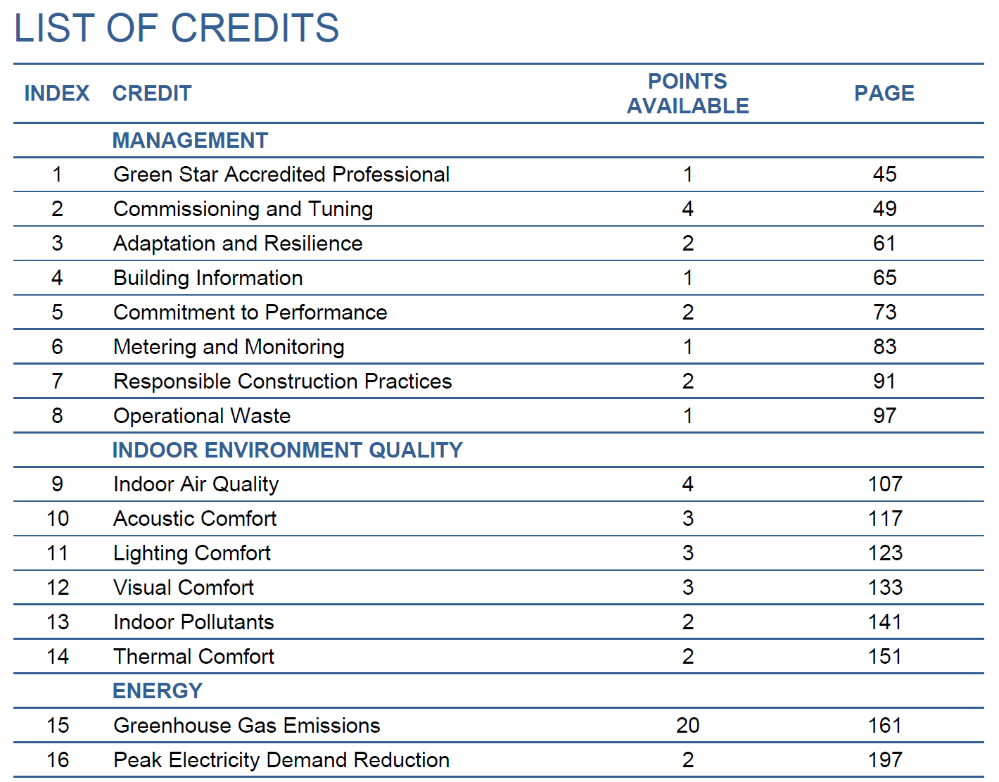 LIST OF CREDITS
INDEX CREDIT POINTS AVAILABLE PAGE
MANAGEMENT
1 Green Star Accredited Professional 1 45
2 Commissioning and Tuning 4 49
3 Adaptation and Resilience 2 61
4 Building Information 1 65
5 Commitment to Performance 2 73
6 Metering and Monitoring 1 83
7 Responsible Construction Practices 2 91
8 Operational Waste 1 97
INDOOR ENVIRONMENT QUALITY
9 Indoor Air Quality 4 107
10 Acoustic Comfort 3 117
11 Lighting Comfort 3 123
12 Visual Comfort 3 133
13 Indoor Pollutants 2 141
14 Thermal Comfort 2 151
ENERGY
15 Greenhouse Gas Emissions 20 161
16 Peak Electricity Demand Reduction 2 197